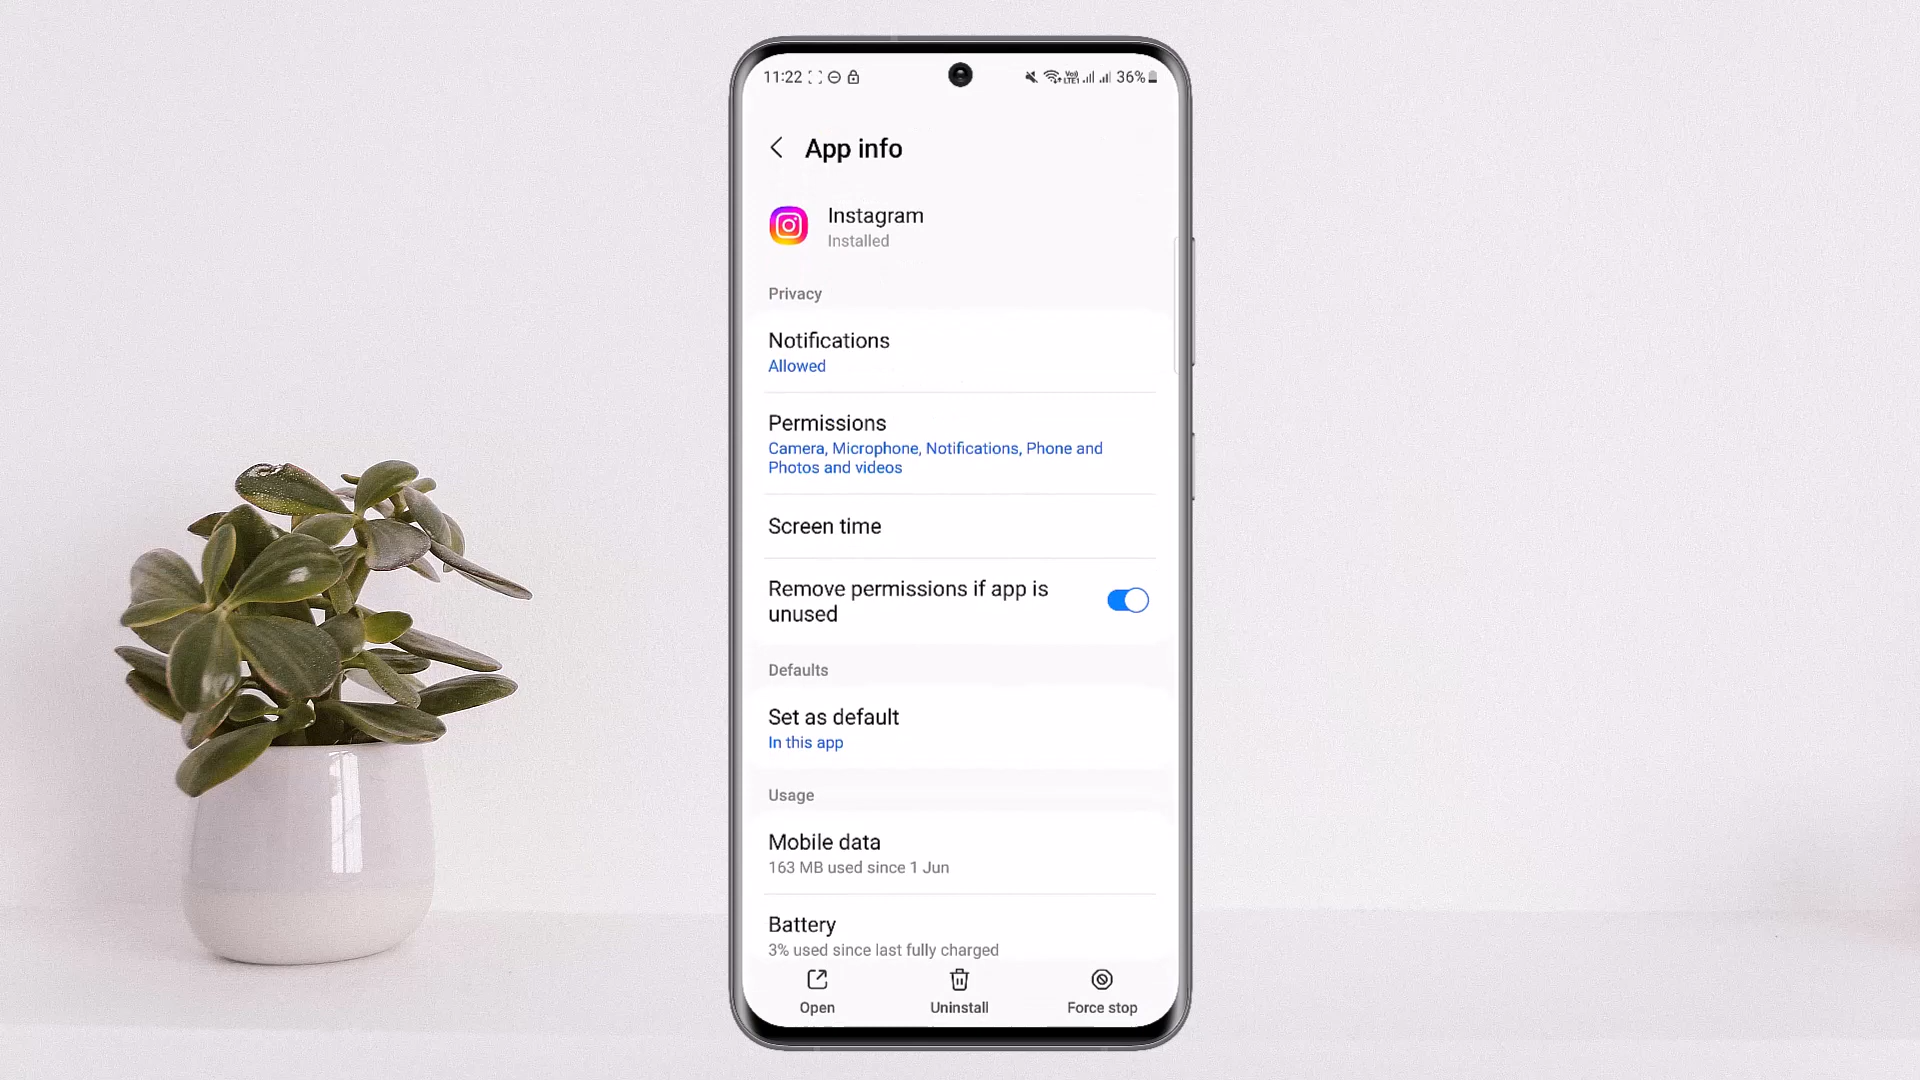 11:22 36%
App info
Instagram
Installed
Privacy
Notifications
Allowed
Permissions
Camera, Microphone, Notifications, Phone and
Photos and videos
Screen time
Remove permissions if app is
unused
Defaults
Set as default
In this app
Usage
Mobile data
163 MB used since 1 Jun
Battery
3% used since last fully charged
Open Uninstall Force stop